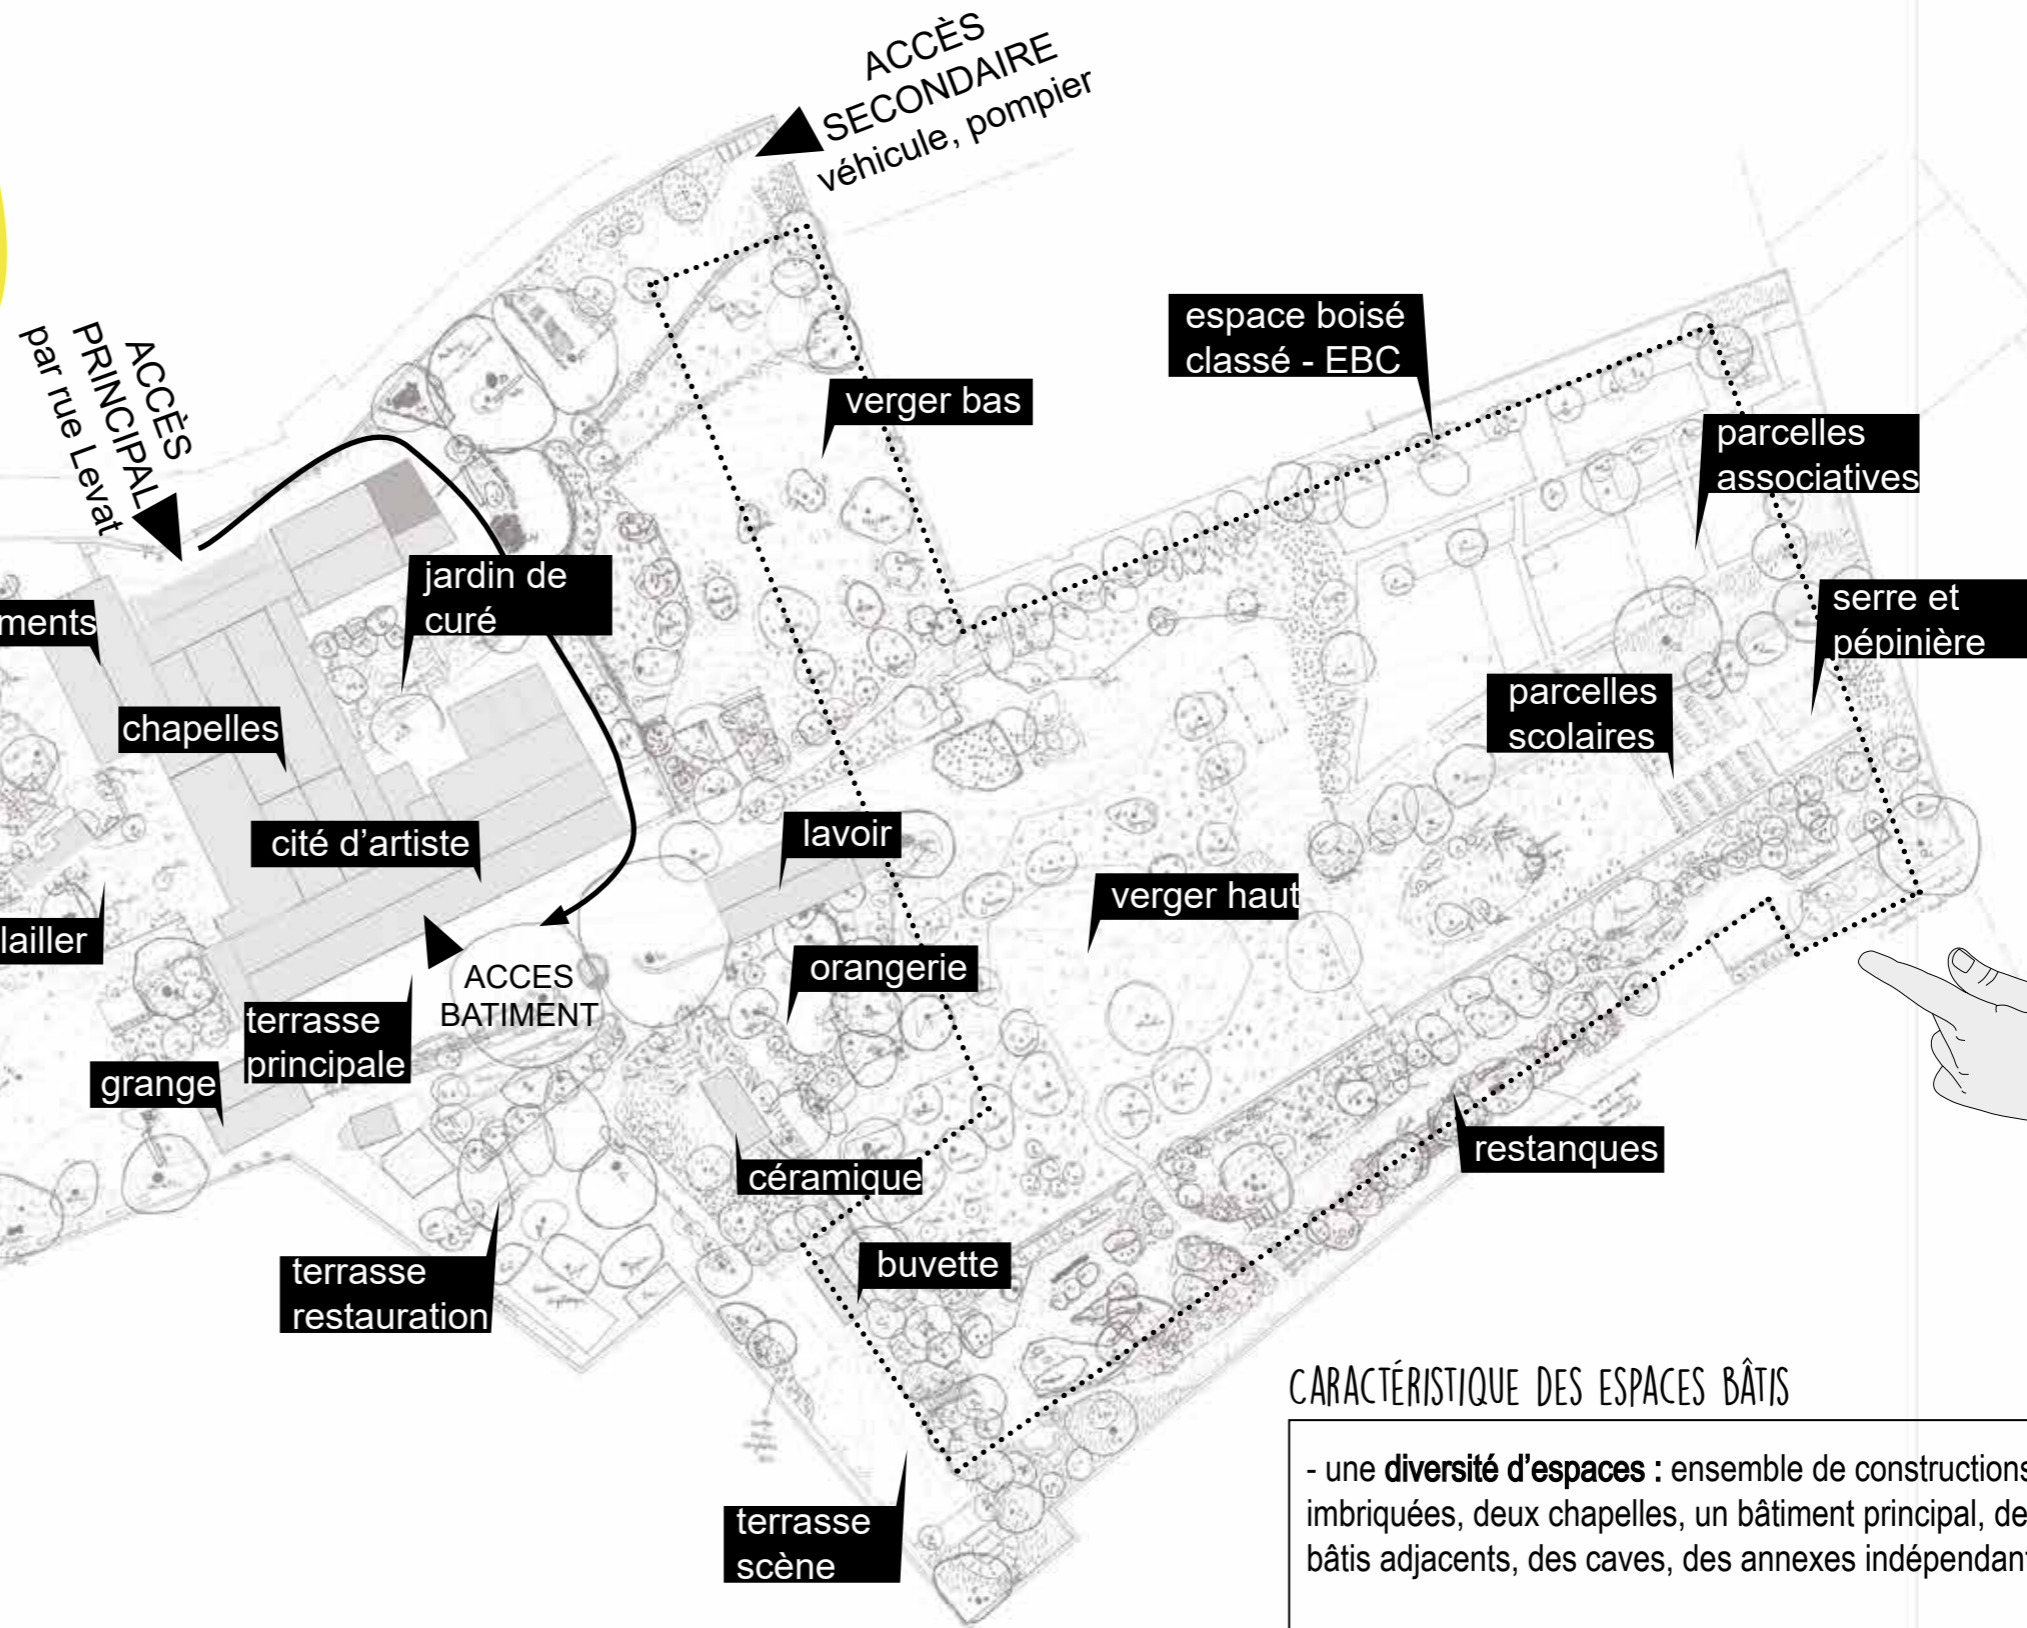 ACCÈS
SECONDAIRE
véhicule, pompier
ACCÈS
PRINCIPAL
par rue Levat
espace boisé
classé - EBC
verger bas
parcelles
associatives
jardin de
curé
serre et
pépinière
ments
parcelles
scolaires
chapelles
cité d'artiste
lavoir
verger haut
lailler
orangerie
ACCES
BATIMENT
terrasse
principale
grange
restanques
céramique
buvette
terrasse
restauration
terrasse
scène
CARACTÉRISTIQUE DES ESPACES BÂTIS
- une diversité d'espaces : ensemble de constructions
imbriquées, deux chapelles, un bâtiment principal, de
bâtis adjacents, des caves, des annexes indépendant